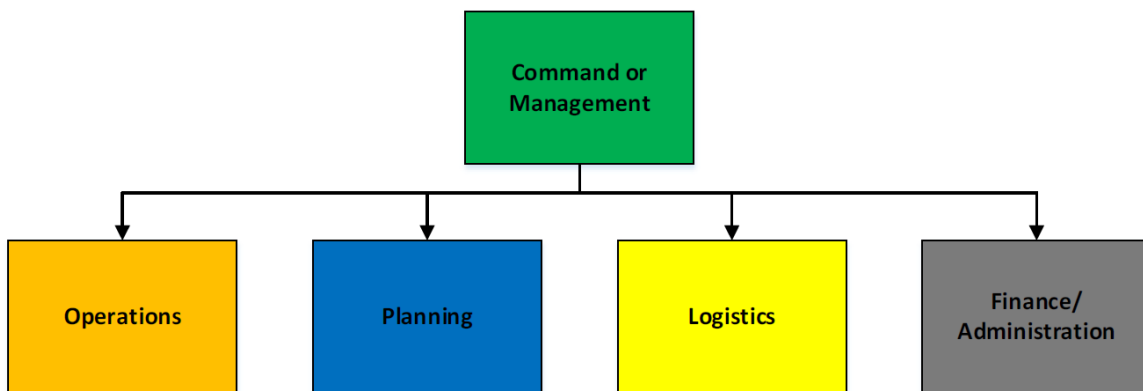 Command or
Management
Operations
Planning
Logistics
Finance/
Administration